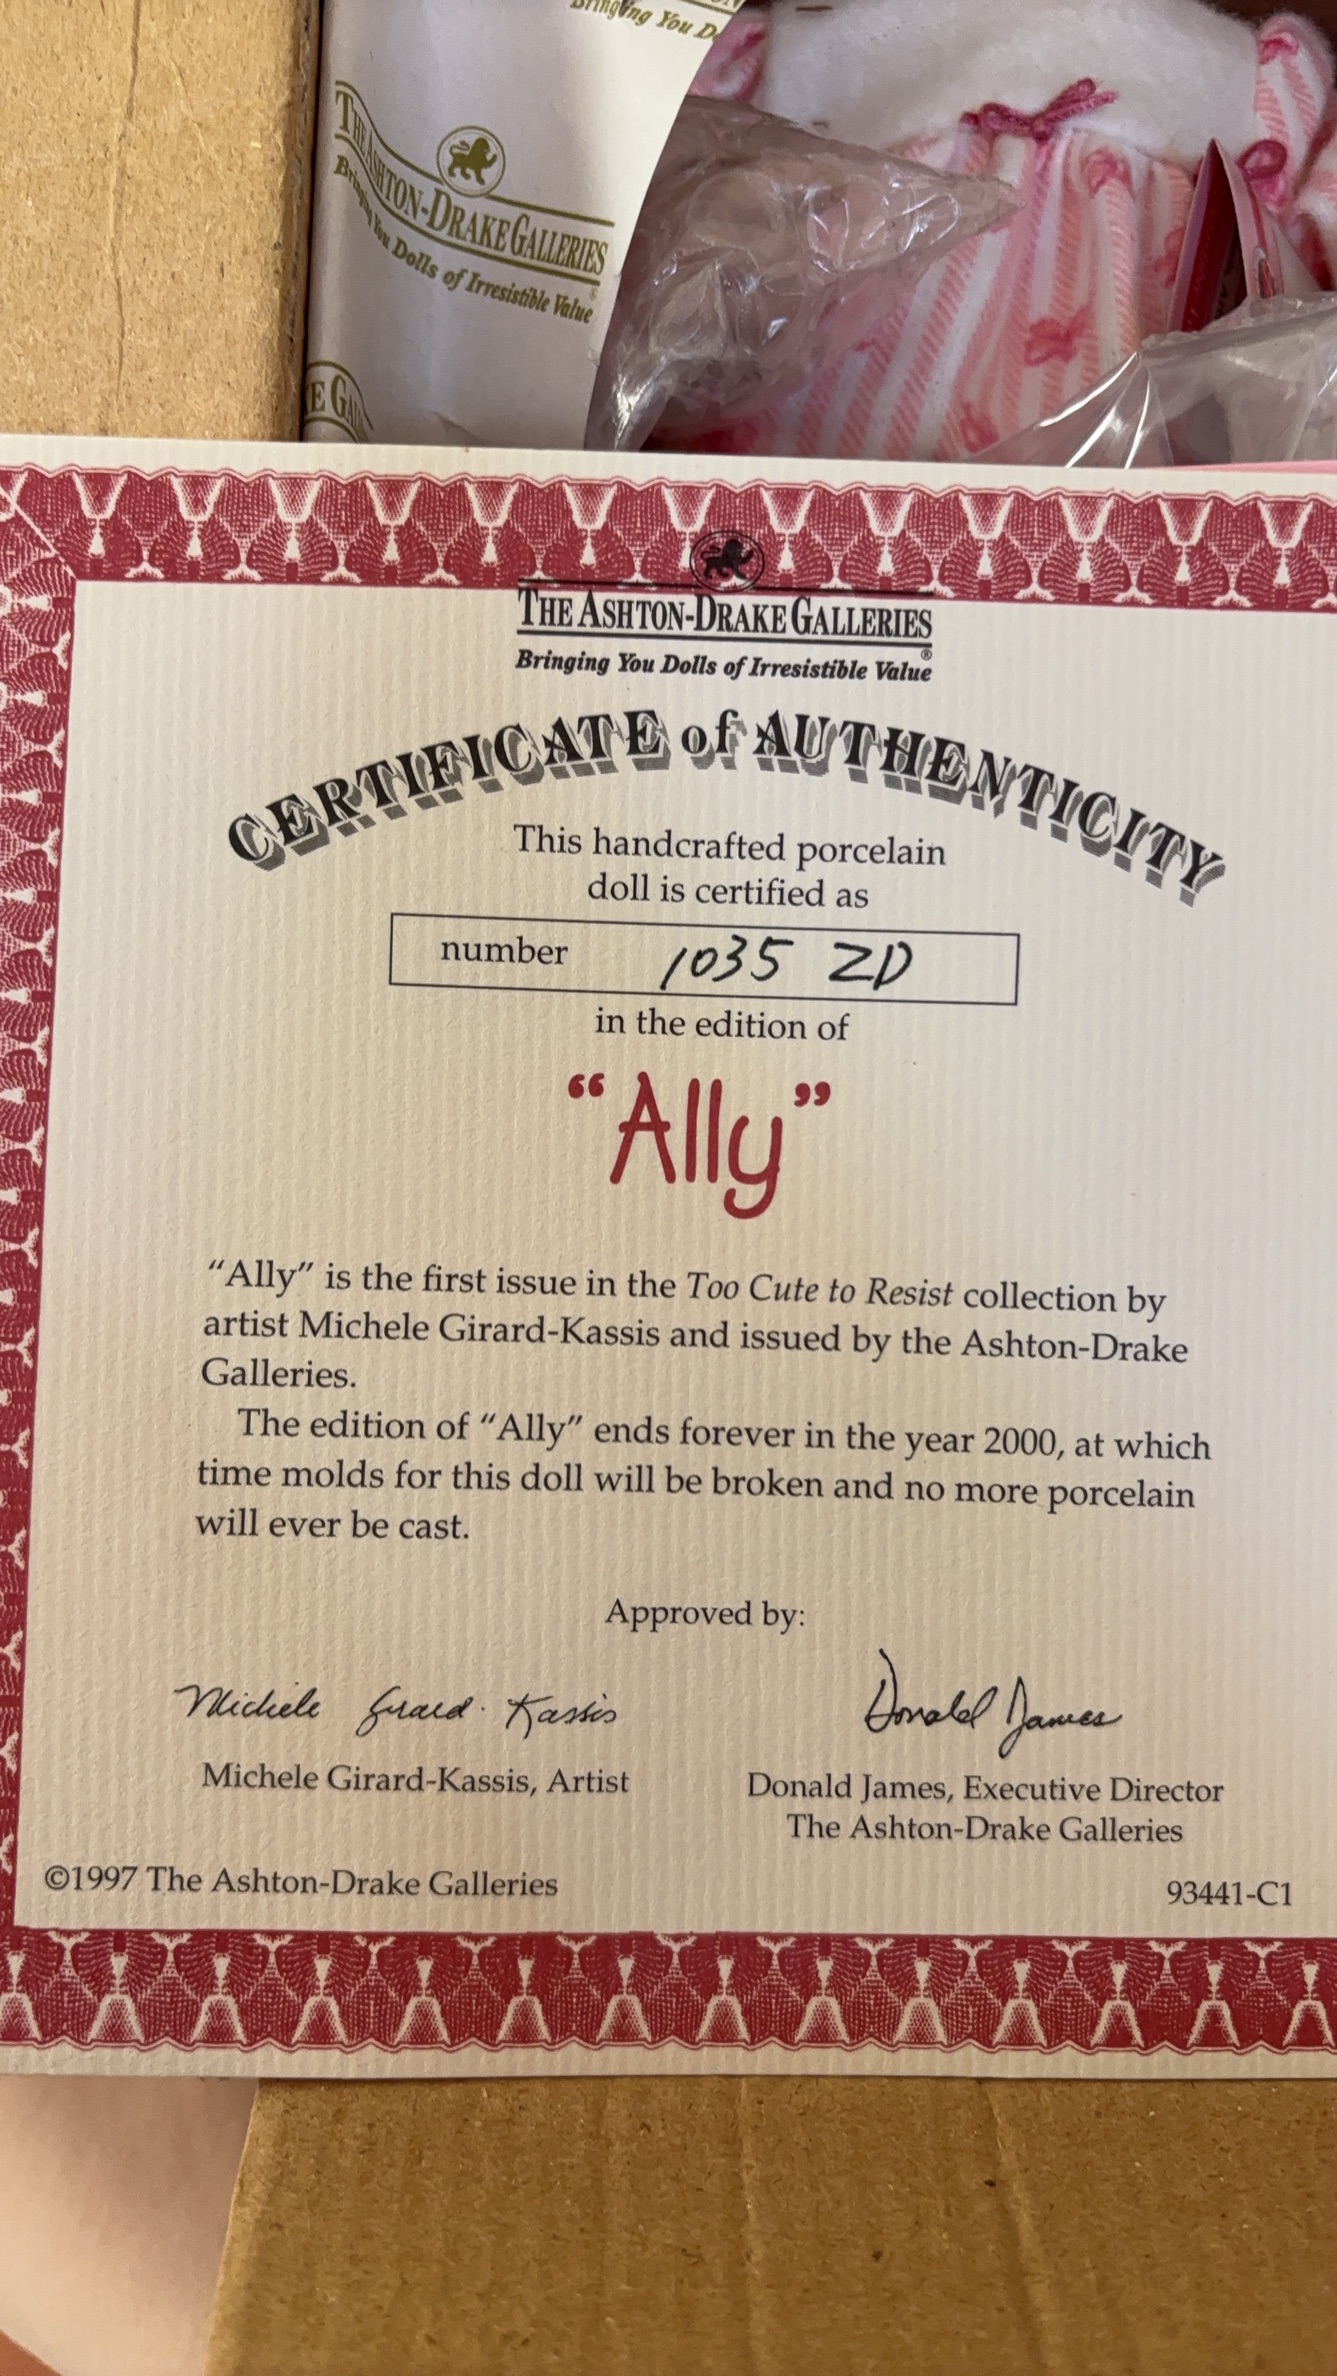 Bringing You D
THE ASHTON-DRAKE GALLERIES
Bringing You Dolls of Irresistible Value
®
E GA
THE ASHTON-DRAKE GALLERIES
®
Bringing You Dolls of Irresistible Value
CERTIFICATE of AUTHENTICITY
This handcrafted porcelain
doll is certified as
number 1035 ZD
in the edition of
“Ally”
“Ally” is the first issue in the Too Cute to Resist collection by
artist Michele Girard-Kassis and issued by the Ashton-Drake
Galleries.
The edition of “Ally” ends forever in the year 2000, at which
time molds for this doll will be broken and no more porcelain
will ever be cast.
Approved by:
Michele Girard-Kassis Donald James
Michele Girard-Kassis, Artist Donald James, Executive Director
The Ashton-Drake Galleries
©1997 The Ashton-Drake Galleries 93441-C1